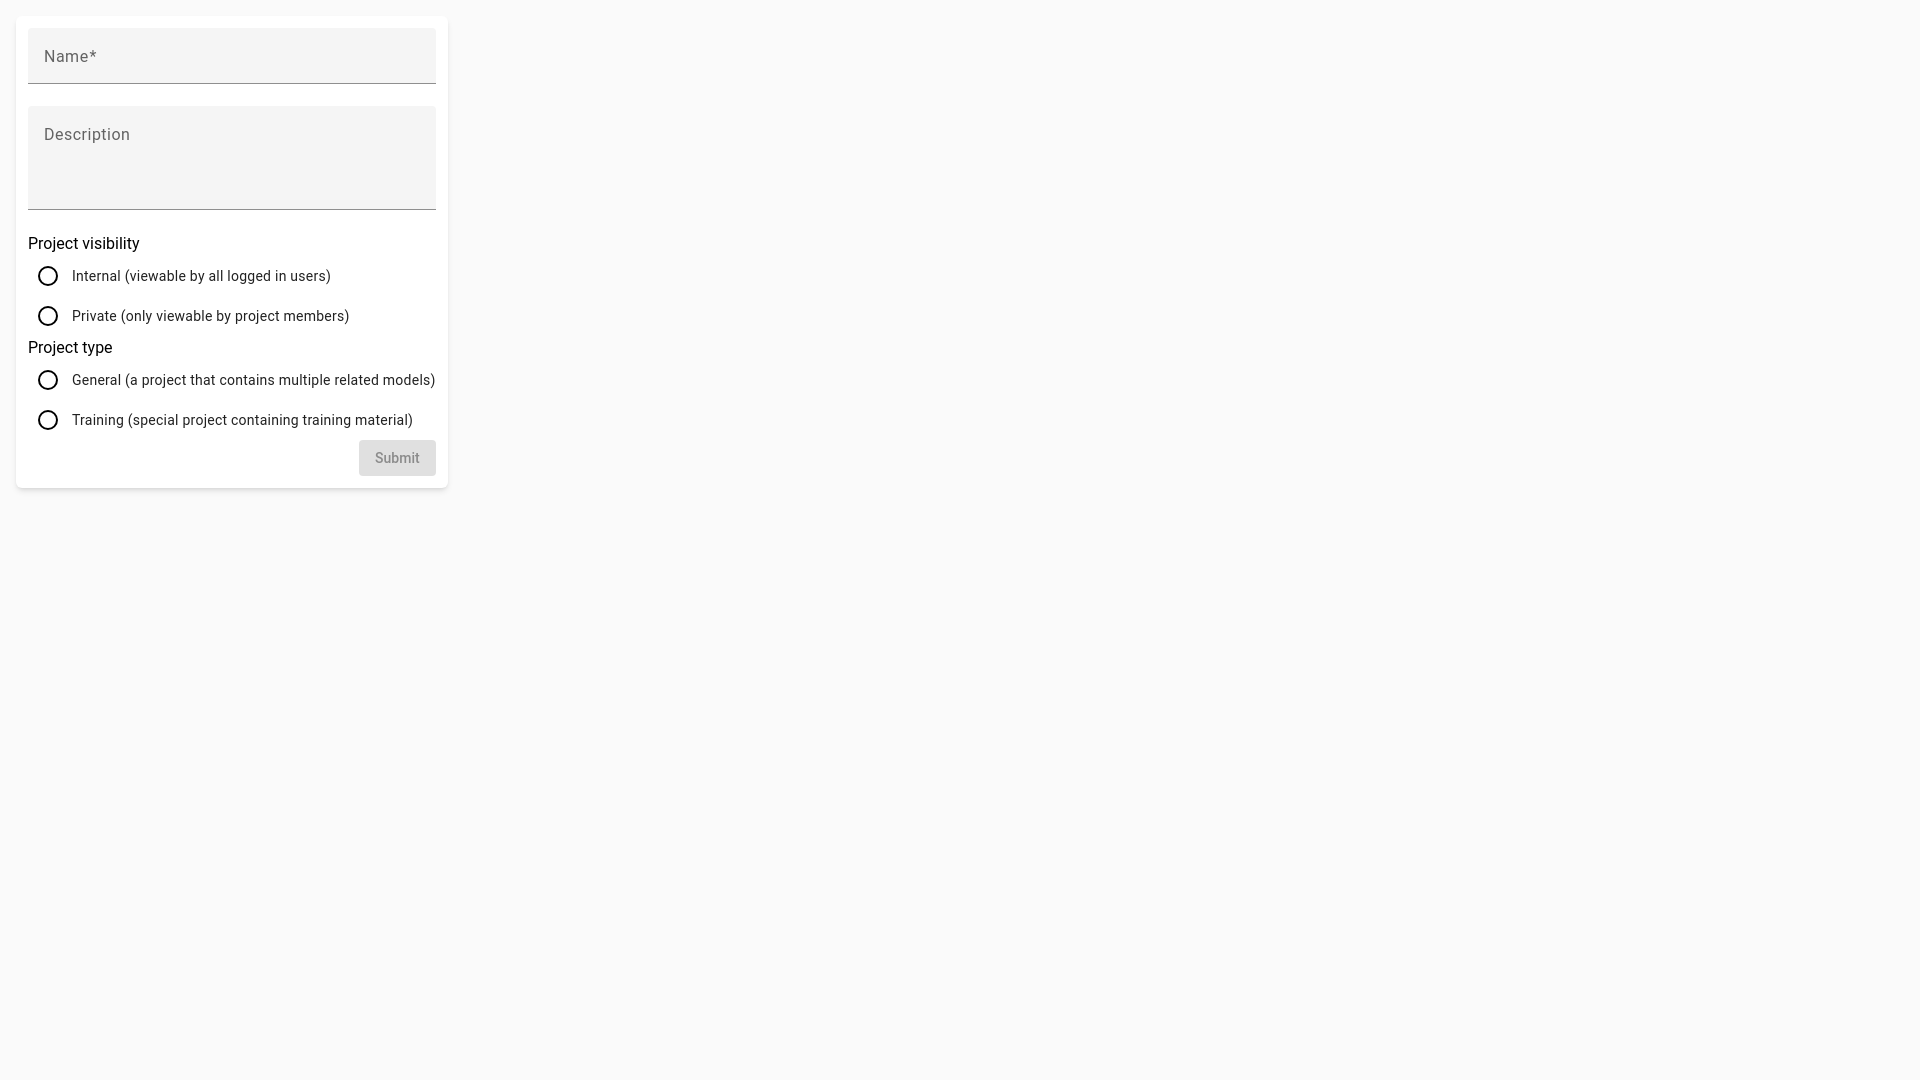 Name*
Description
Project visibility
Internal (viewable by all logged in users)
Private (only viewable by project members)
Project type
General (a project that contains multiple related models)
Training (special project containing training material)
Submit